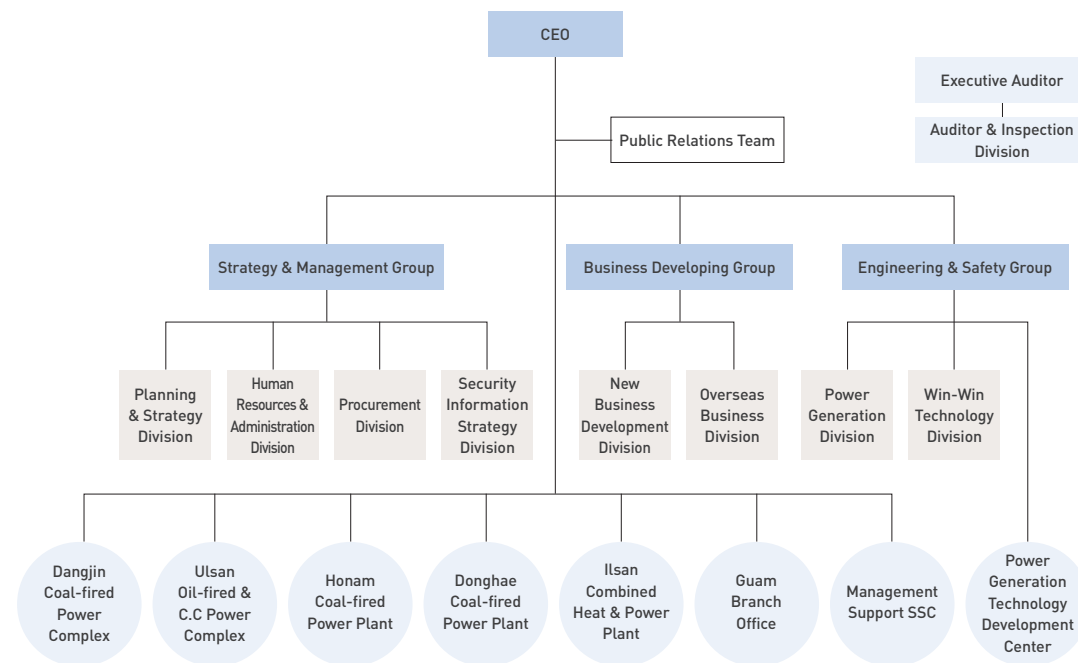 CEO
Executive Auditor
Auditor & Inspection
Division
Public Relations Team
Strategy & Management Group
Business Developing Group
Engineering & Safety Group
Planning
& Strategy
Division
Human
Resources &
Administration
Division
Procurement
Division
Security
Information
Strategy
Division
New
Business
Development
Division
Overseas
Business
Division
Power
Generation
Division
Win-Win
Technology
Division
Dangjin
Coal-fired
Power
Complex
Ulsan
Oil-fired &
C.C Power
Complex
Honam
Coal-fired
Power Plant
Donghae
Coal-fired
Power Plant
Ilsan
Combined
Heat & Power
Plant
Guam
Branch
Office
Management
Support SSC
Power
Generation
Technology
Development
Center